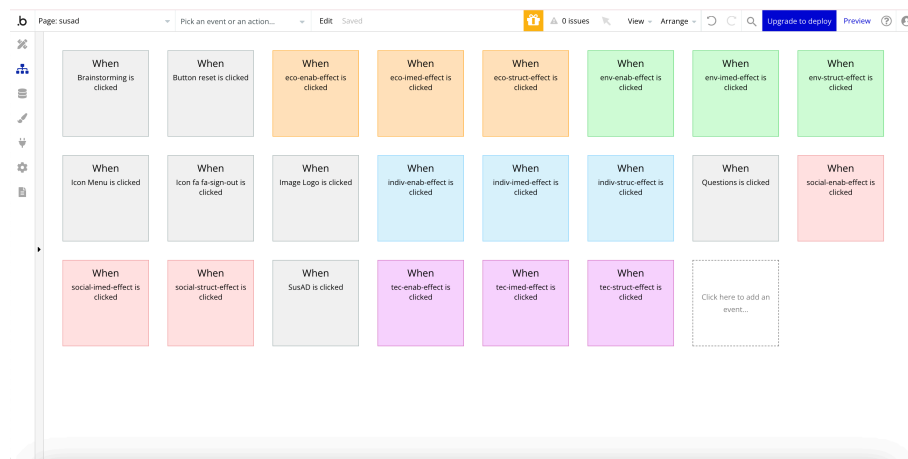 .b Page: susad Pick an event or an action... Edit Saved 0 issues View Arrange Upgrade to deploy Preview ?
When When When When When When When When
Brainstorming is clicked
Button reset is clicked
eco-enab-effect is clicked
eco-imed-effect is clicked
eco-struct-effect is clicked
env-enab-effect is clicked
env-imed-effect is clicked
env-struct-effect is clicked
When When When When When When When When
Icon Menu is clicked
Icon fa fa-sign-out is clicked
Image Logo is clicked
indiv-enab-effect is clicked
indiv-imed-effect is clicked
indiv-struc-effect is clicked
Questions is clicked
social-enab-effect is clicked
When When When When When When
social-imed-effect is clicked
social-struct-effect is clicked
SusAD is clicked
tec-enab-effect is clicked
tec-imed-effect is clicked
tec-struct-effect is clicked
Click here to add an event...